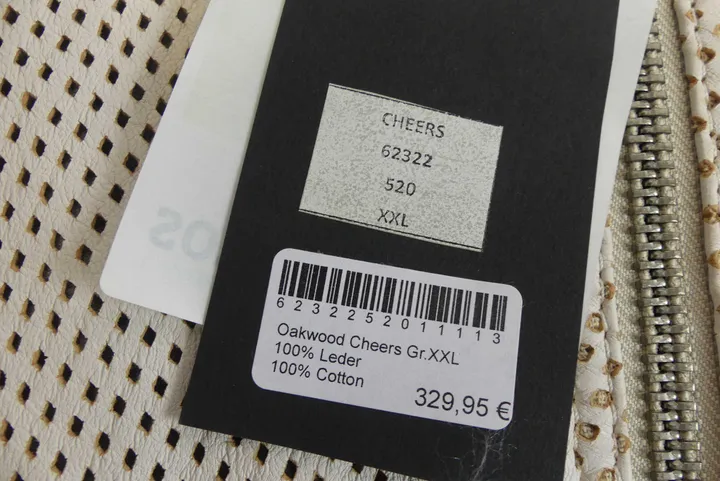 CHEERS
62322
520
XXL
6232252011113
Oakwood Cheers Gr.XXL
100% Leder
100% Cotton
329,95 €